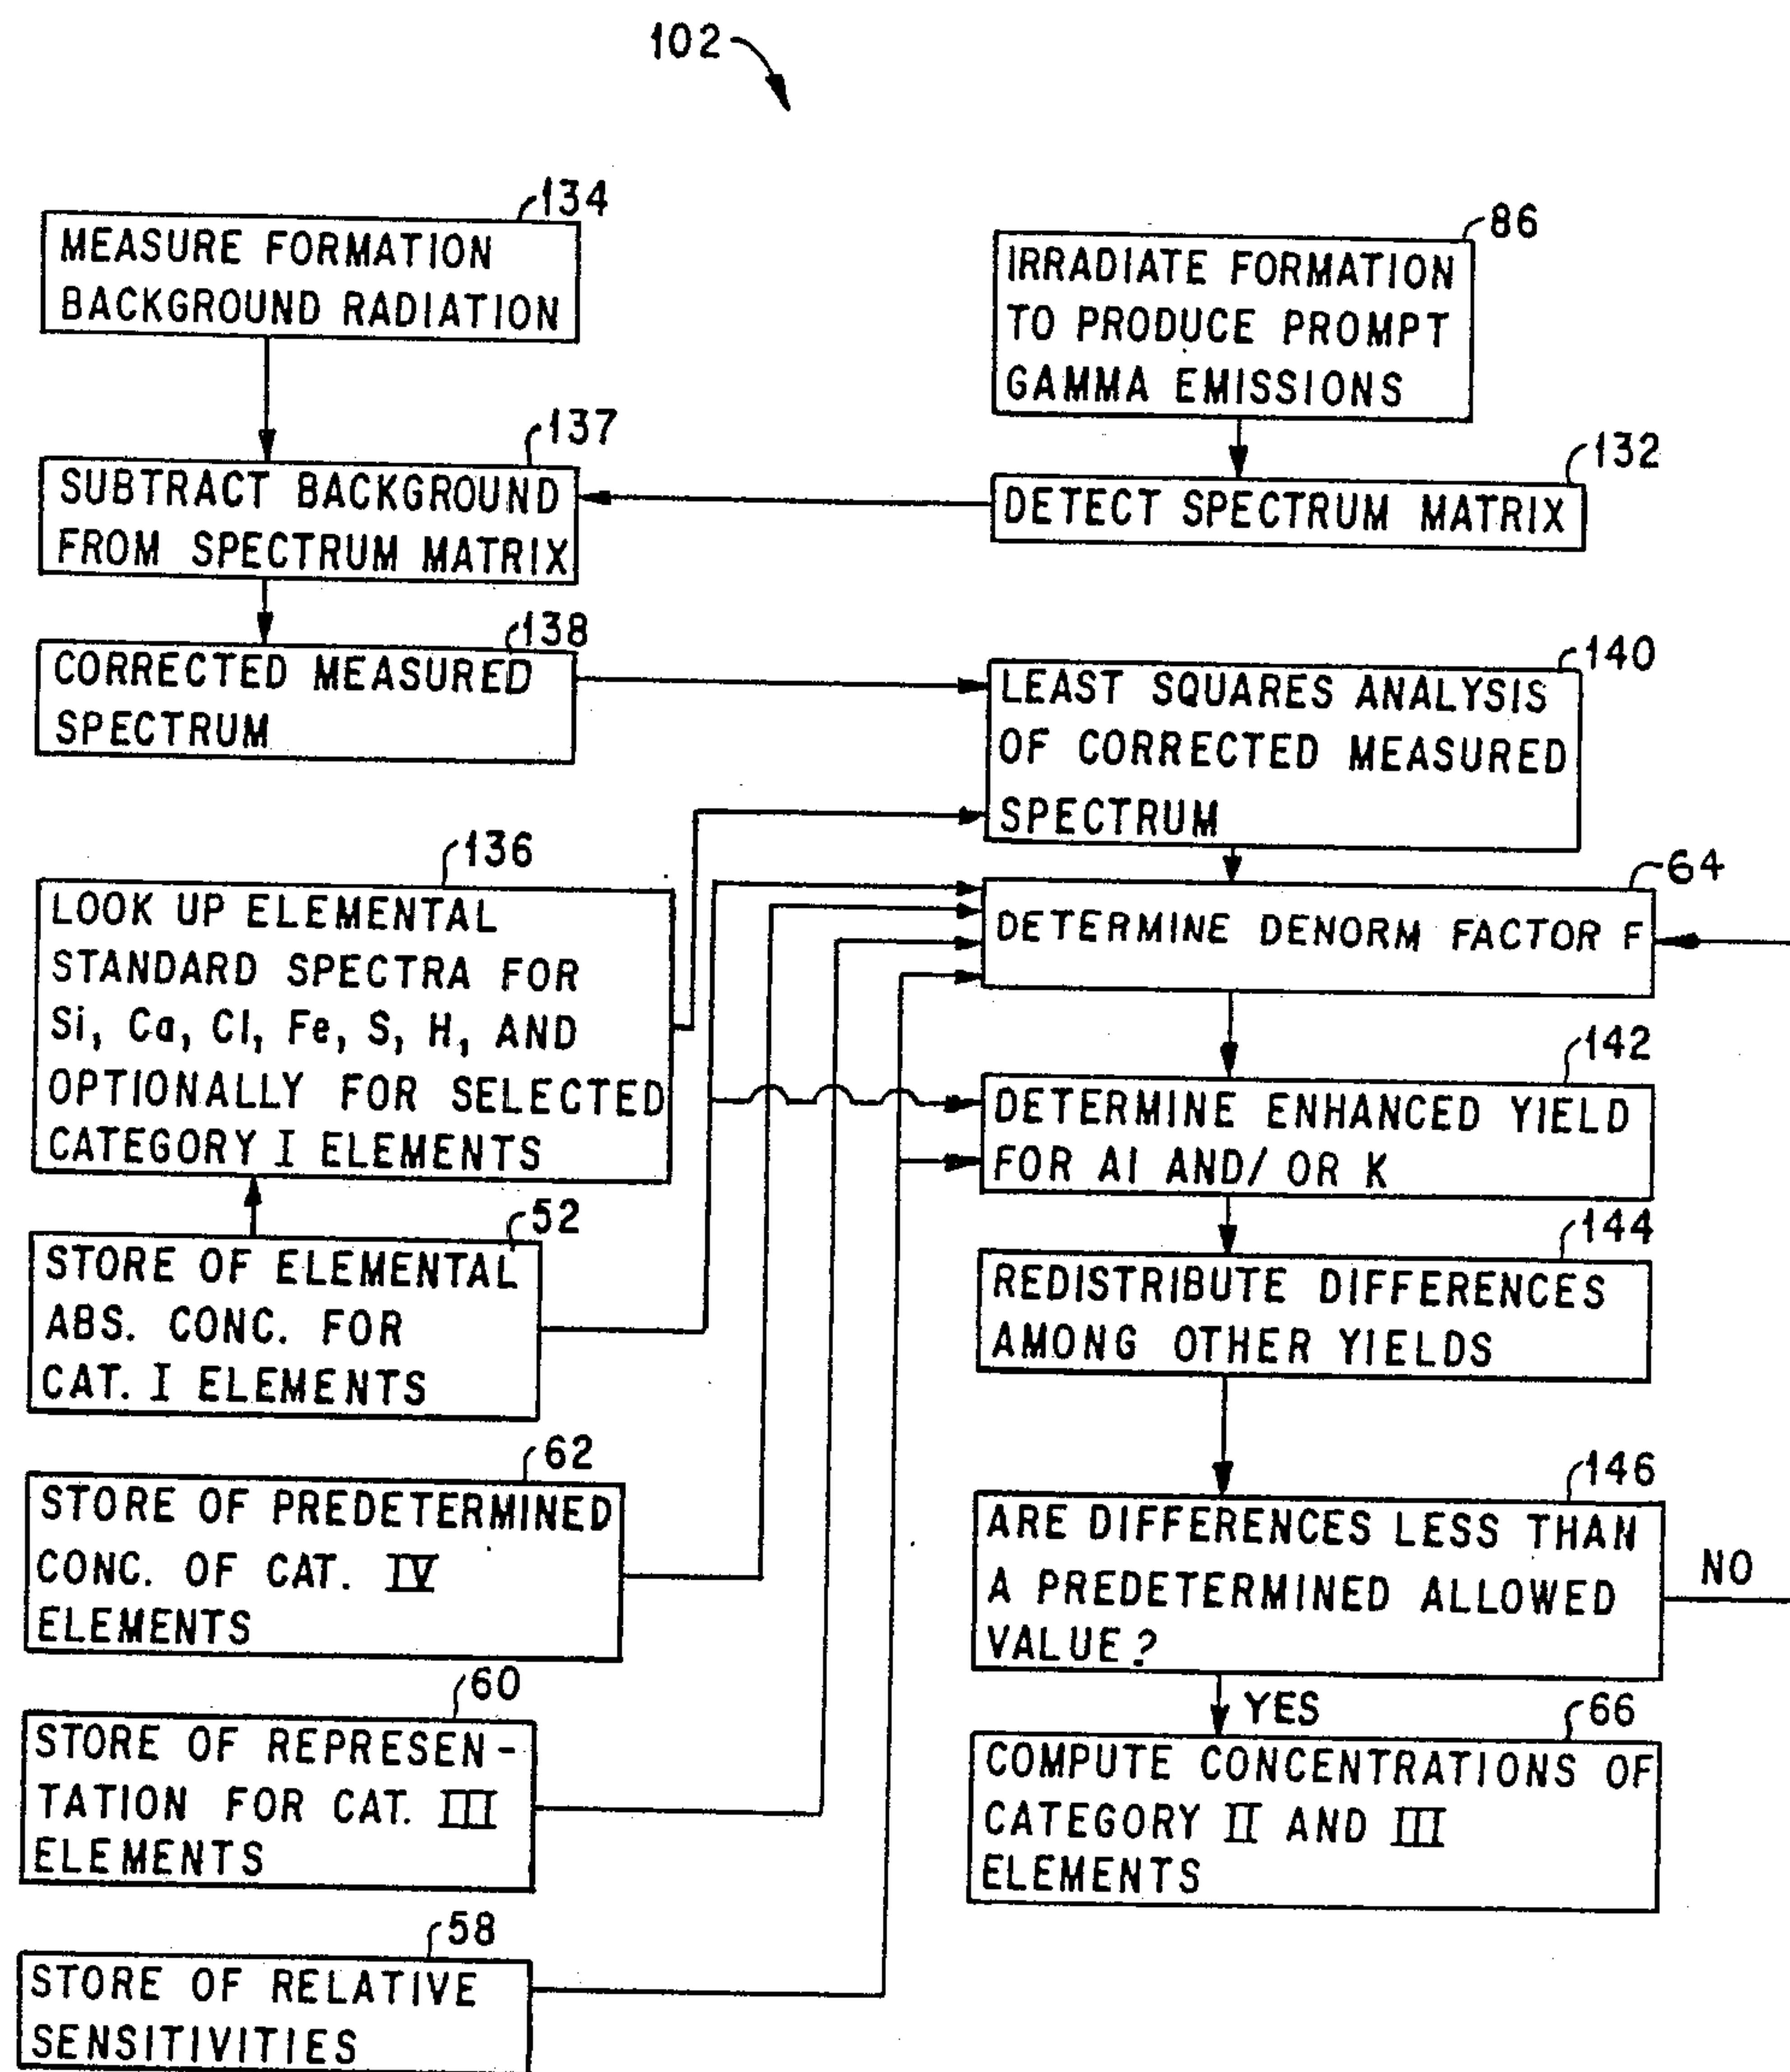 102
134
MEASURE FORMATION
BACKGROUND RADIATION
86
IRRADIATE FORMATION
TO PRODUCE PROMPT
GAMMA EMISSIONS
137
SUBTRACT BACKGROUND
FROM SPECTRUM MATRIX
132
DETECT SPECTRUM MATRIX
138
CORRECTED MEASURED
SPECTRUM
140
LEAST SQUARES ANALYSIS
OF CORRECTED MEASURED
SPECTRUM
136
LOOK UP ELEMENTAL
STANDARD SPECTRA FOR
Si, Ca, Cl, Fe, S, H, AND
OPTIONALLY FOR SELECTED
CATEGORY I ELEMENTS
64
DETERMINE DENORM FACTOR F
142
DETERMINE ENHANCED YIELD
FOR Al AND/ OR K
52
STORE OF ELEMENTAL
ABS. CONC. FOR
CAT. I ELEMENTS
144
REDISTRIBUTE DIFFERENCES
AMONG OTHER YIELDS
62
STORE OF PREDETERMINED
CONC. OF CAT. IV
ELEMENTS
146
ARE DIFFERENCES LESS THAN
A PREDETERMINED ALLOWED
VALUE?
NO
YES
60
STORE OF REPRESEN-
TATION FOR CAT. III
ELEMENTS
66
COMPUTE CONCENTRATIONS OF
CATEGORY II AND III
ELEMENTS
58
STORE OF RELATIVE
SENSITIVITIES